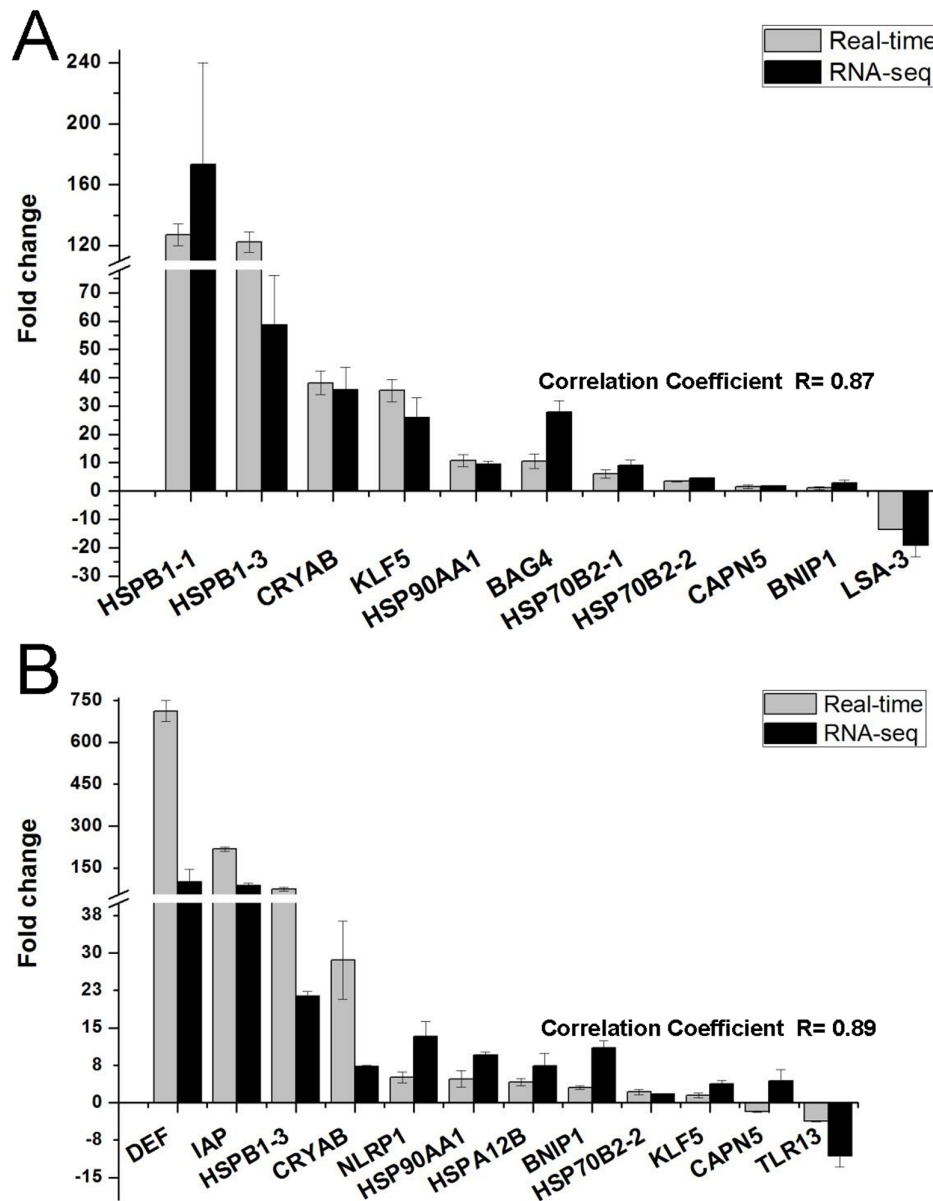 A
Real-time
RNA-seq
240
200
160
120
70
60
50
40
30
20
10
0
-10
-20
-30
Fold change
Correlation Coefficient R= 0.87
HSPB1-1
HSPB1-3
CRYAB
KLF5
HSP90AA1
BAG4
HSP70B2-1
HSP70B2-2
CAPN5
BNIP1
LSA-3
B
Real-time
RNA-seq
750
600
450
300
150
38
30
23
15
8
0
-8
-15
Fold change
Correlation Coefficient R= 0.89
DEF
IAP
HSPB1-3
CRYAB
NLRP1
HSP90AA1
HSPA12B
BNIP1
HSP70B2-2
KLF5
CAPN5
TLR13